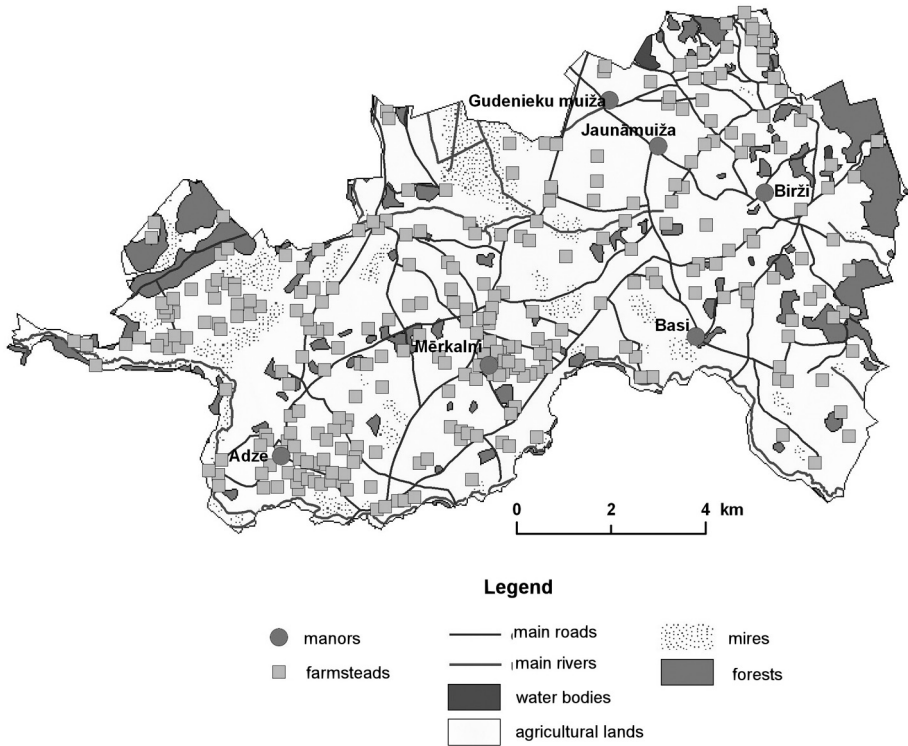 Gudenieku muiža
Jaunāmuiža
Birži
Basi
Mērkalņi
Adze
0 2 4 km
Legend
manors
farmsteads
main roads
main rivers
water bodies
agricultural lands
mires
forests